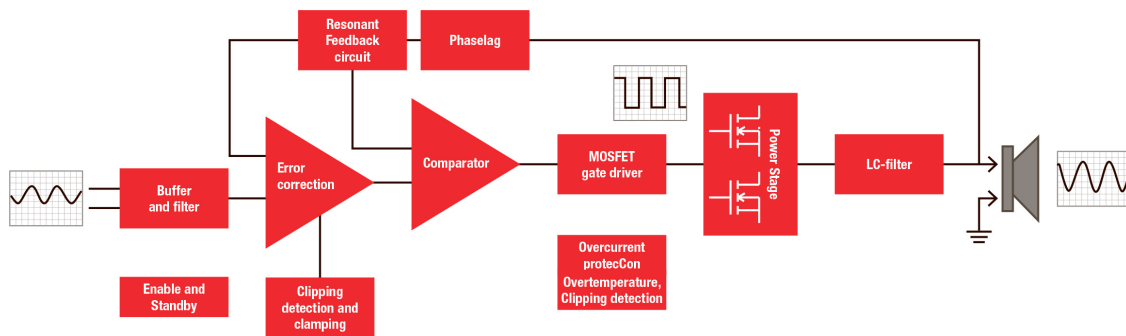 Resonant
Feedback
circuit
Phaselag
Error
correction
Comparator
MOSFET
gate driver
Power Stage
LC-filter
Buffer
and filter
Enable and
Standby
Clipping
detection and
clamping
Overcurrent
protecCon
Overtemperature,
Clipping detection